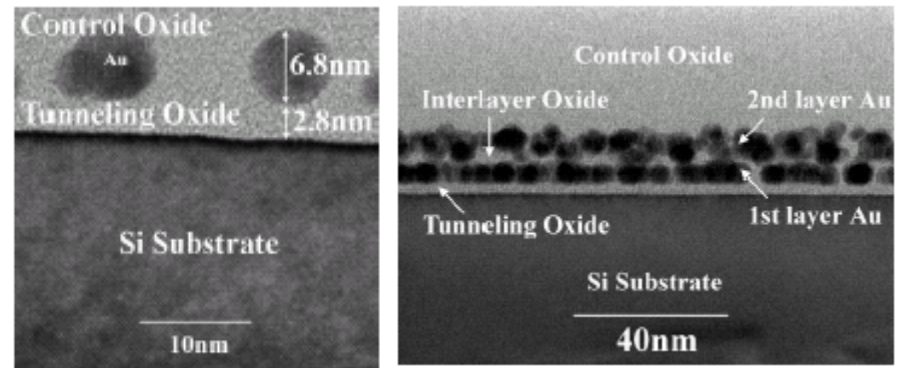 Control Oxide
Au
6.8nm
Tunneling Oxide
2.8nm
Si Substrate
10nm
Control Oxide
Interlayer Oxide
2nd layer Au
Tunneling Oxide
1st layer Au
Si Substrate
40nm